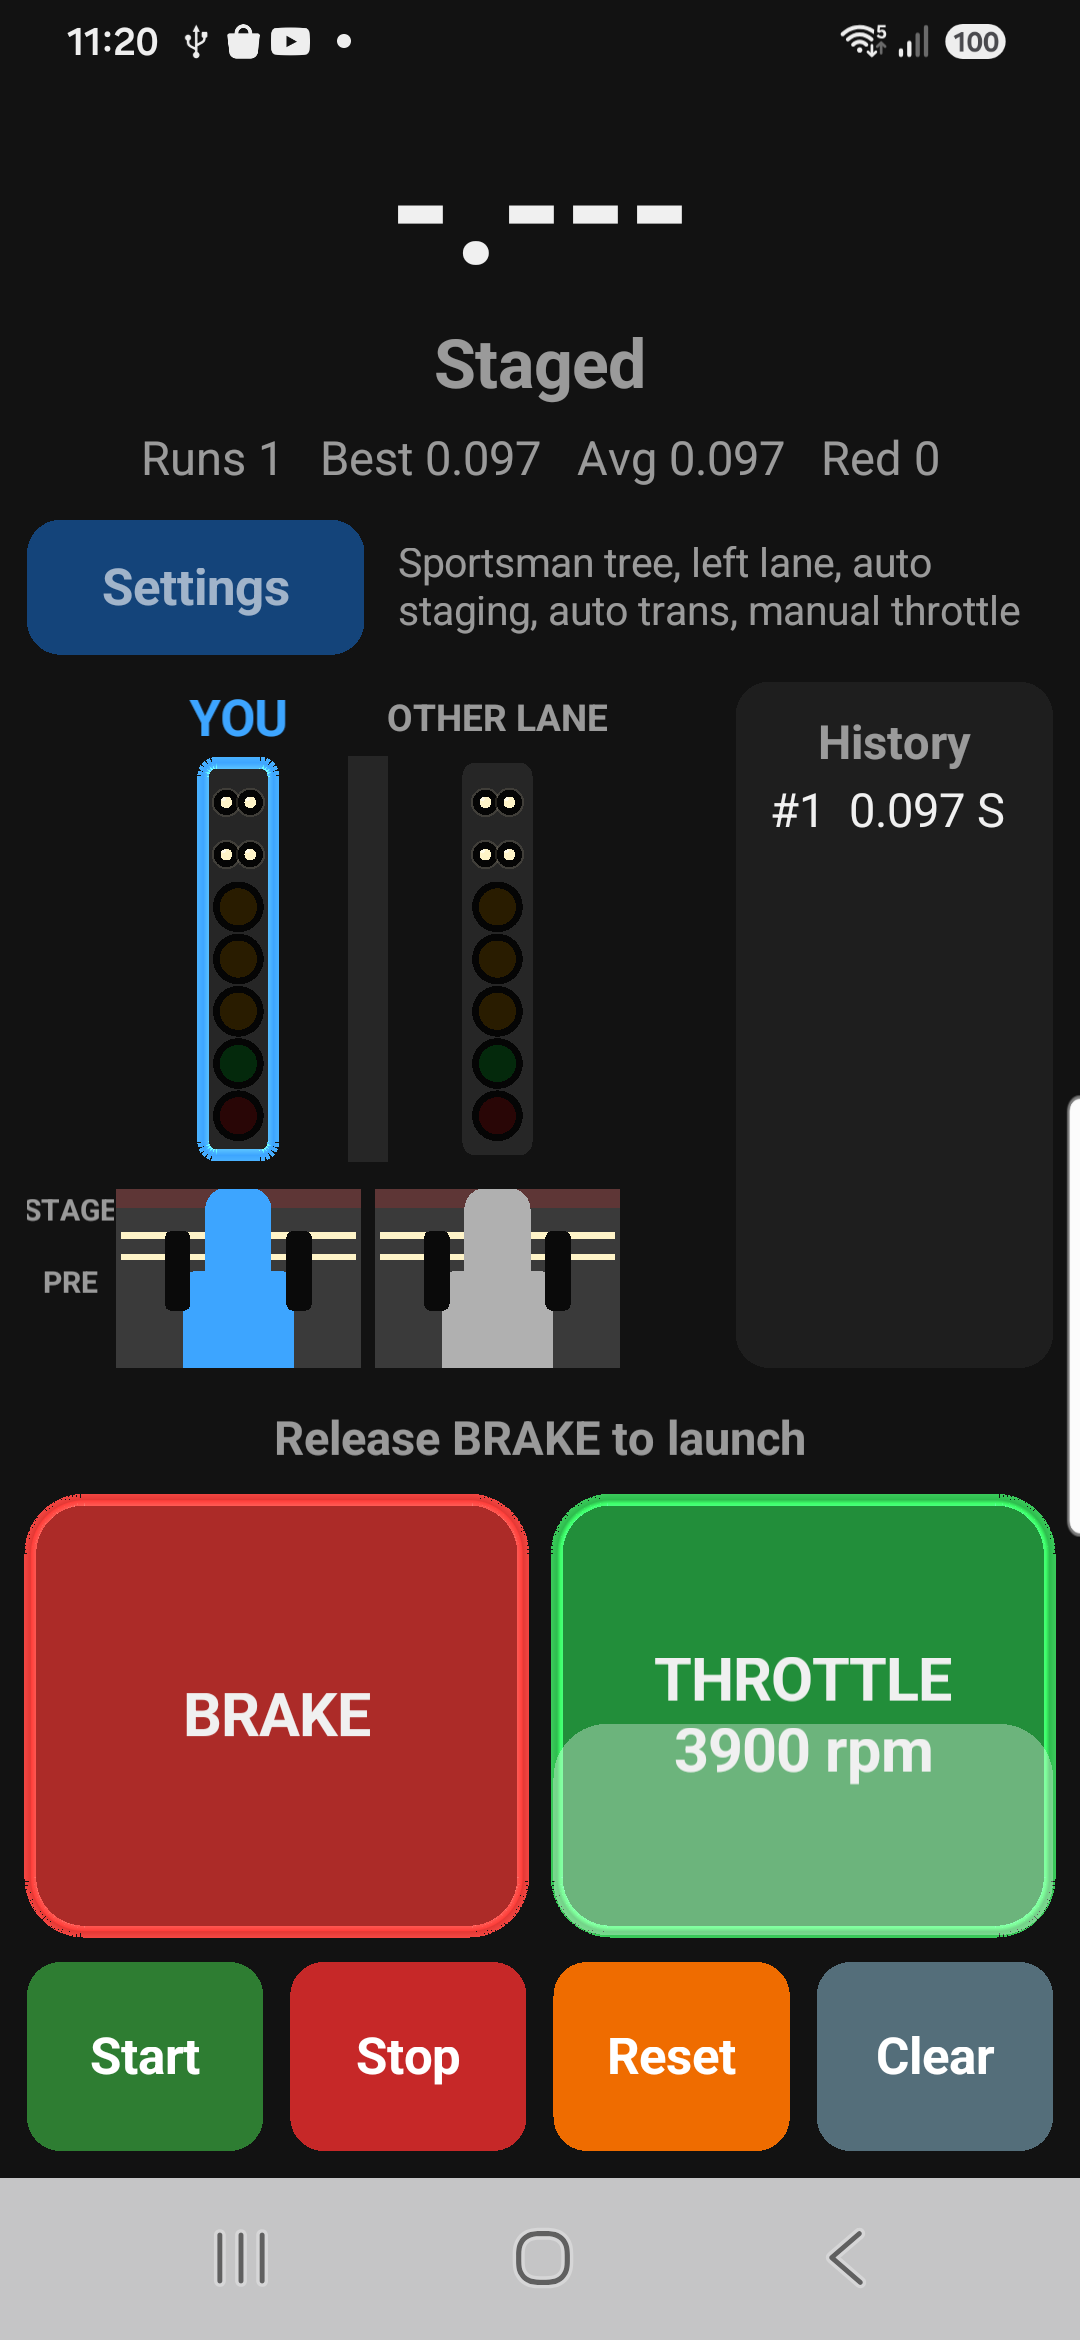 11:20
5
100
-.---
Staged
Runs 1 Best 0.097 Avg 0.097 Red 0
Settings
Sportsman tree, left lane, auto
staging, auto trans, manual throttle
YOU
OTHER LANE
History
#1 0.097 S
STAGE
PRE
Release BRAKE to launch
BRAKE
THROTTLE
3900 rpm
Start
Stop
Reset
Clear